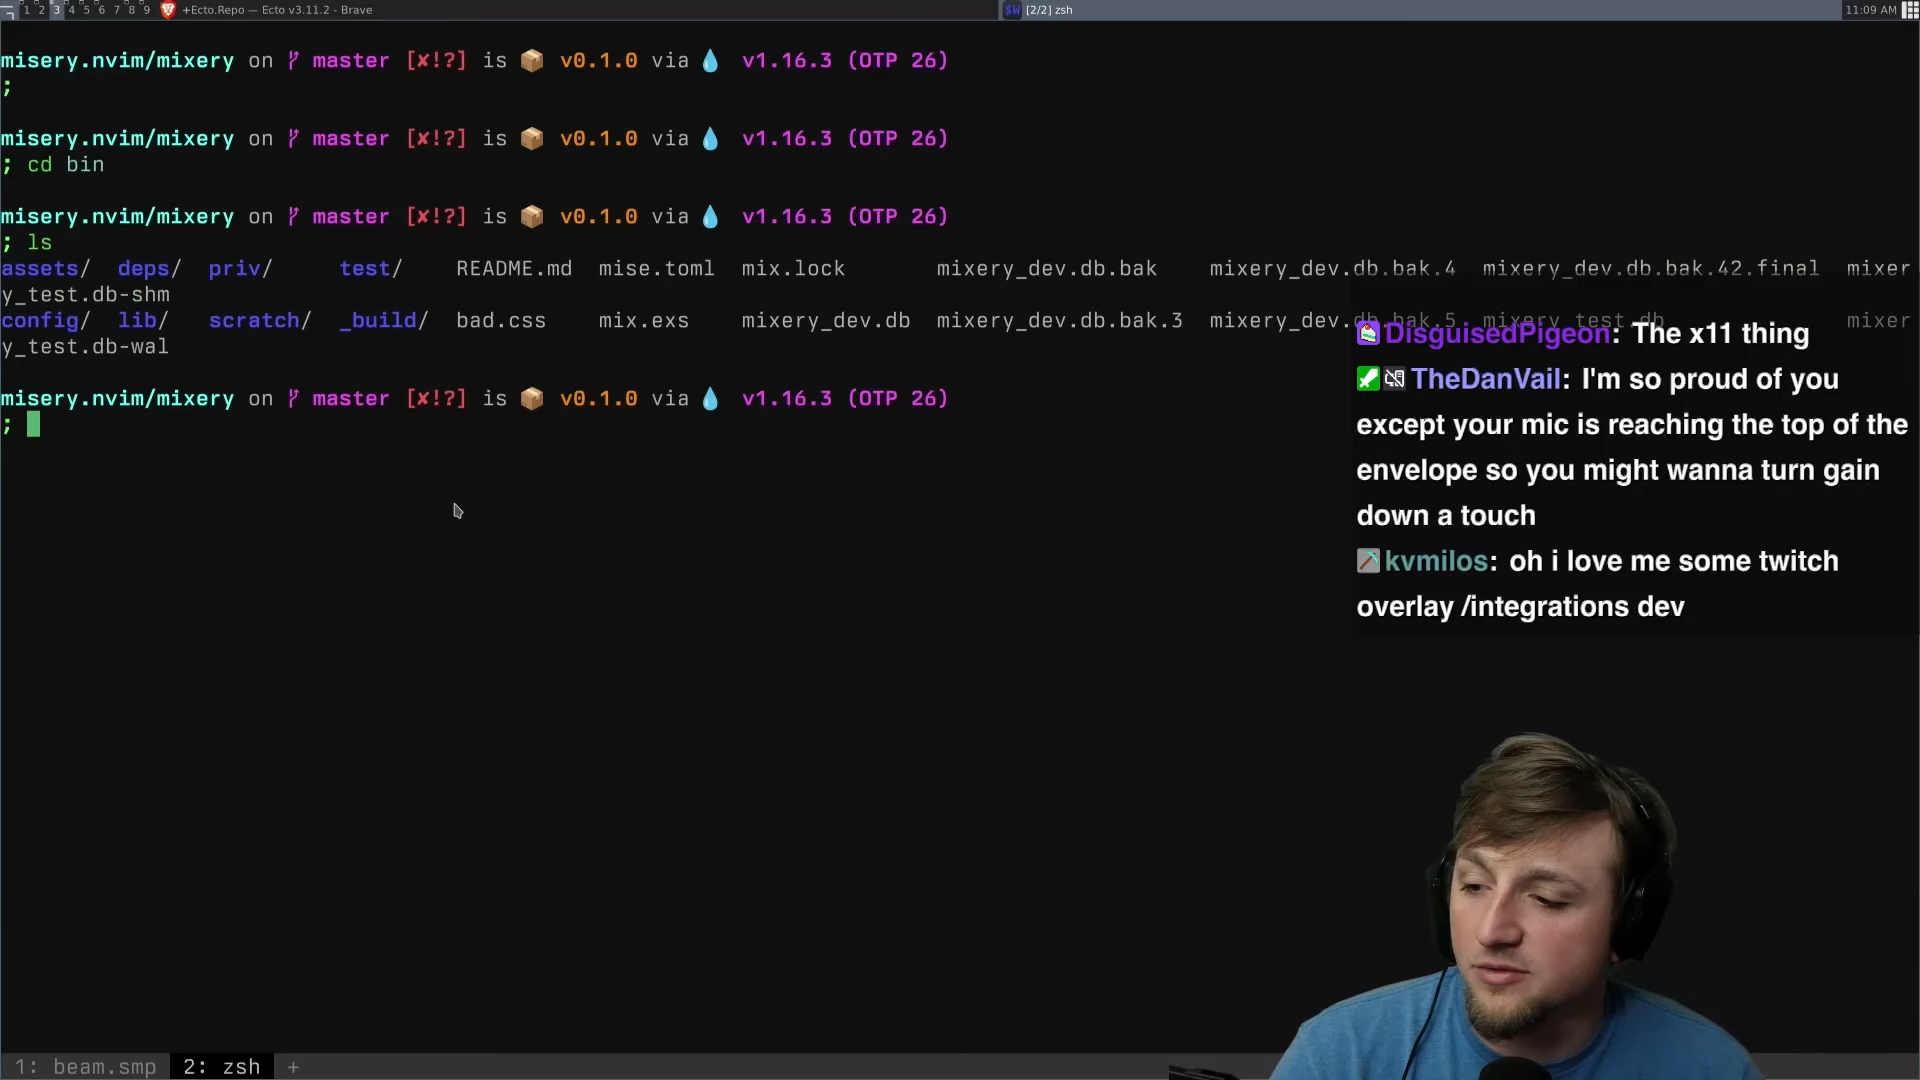 1 2 3 4 5 6 7 8 9 +Ecto.Repo — Ecto v3.11.2 - Brave
$W [2/2] zsh
11:09 AM
misery.nvim/mixery on master [✘!?] is 📦 v0.1.0 via 💧 v1.16.3 (OTP 26)
;
misery.nvim/mixery on master [✘!?] is 📦 v0.1.0 via 💧 v1.16.3 (OTP 26)
; cd bin
misery.nvim/mixery on master [✘!?] is 📦 v0.1.0 via 💧 v1.16.3 (OTP 26)
; ls
assets/ deps/ priv/ test/ README.md mise.toml mix.lock mixery_dev.db.bak mixery_dev.db.bak.4 mixery_dev.db.bak.42.final mixer
y_test.db-shm
config/ lib/ scratch/ _build/ bad.css mix.exs mixery_dev.db mixery_dev.db.bak.3 mixery_dev.db.bak.5 mixery_test.db mixer
y_test.db-wal
misery.nvim/mixery on master [✘!?] is 📦 v0.1.0 via 💧 v1.16.3 (OTP 26)
;
DisguisedPigeon: The x11 thing
TheDanVail: I'm so proud of you
except your mic is reaching the top of the
envelope so you might wanna turn gain
down a touch
kvmilos: oh i love me some twitch
overlay /integrations dev
1: beam.smp 2: zsh +